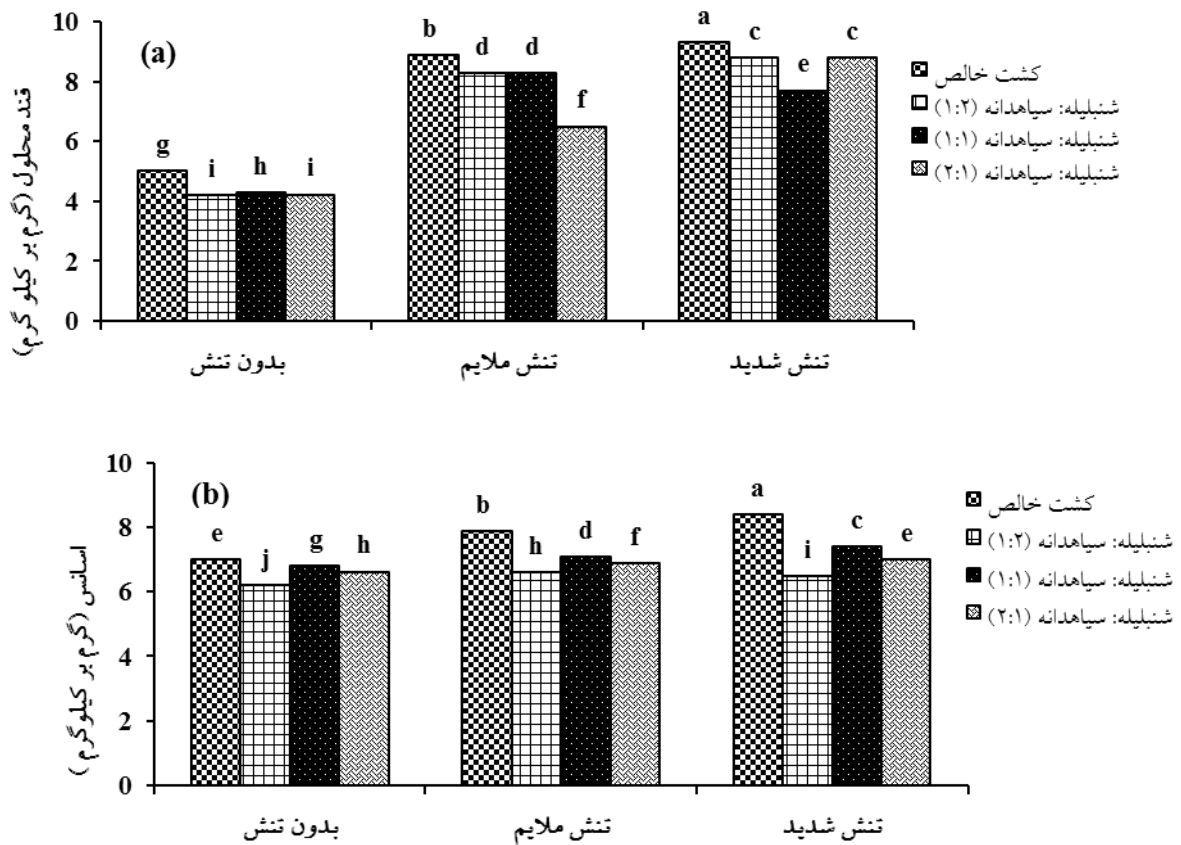 10
8
6
4
2
0
قند محلول (گرم بر کیلو گرم)
(a)
g
i
h
i
b
d
d
f
a
c
e
c
بدون تنش
تنش ملایم
تنش شدید
کشت خالص
شنبلیله: سیاهدانه (۱:۲)
شنبلیله: سیاهدانه (۱:۱)
شنبلیله: سیاهدانه (۲:۱)
10
8
6
4
2
0
اسانس (گرم بر کیلوگرم )
(b)
e
j
g
h
b
h
d
f
a
i
c
e
بدون تنش
تنش ملایم
تنش شدید
کشت خالص
شنبلیله: سیاهدانه (۱:۲)
شنبلیله: سیاهدانه (۱:۱)
شنبلیله: سیاهدانه (۲:۱)